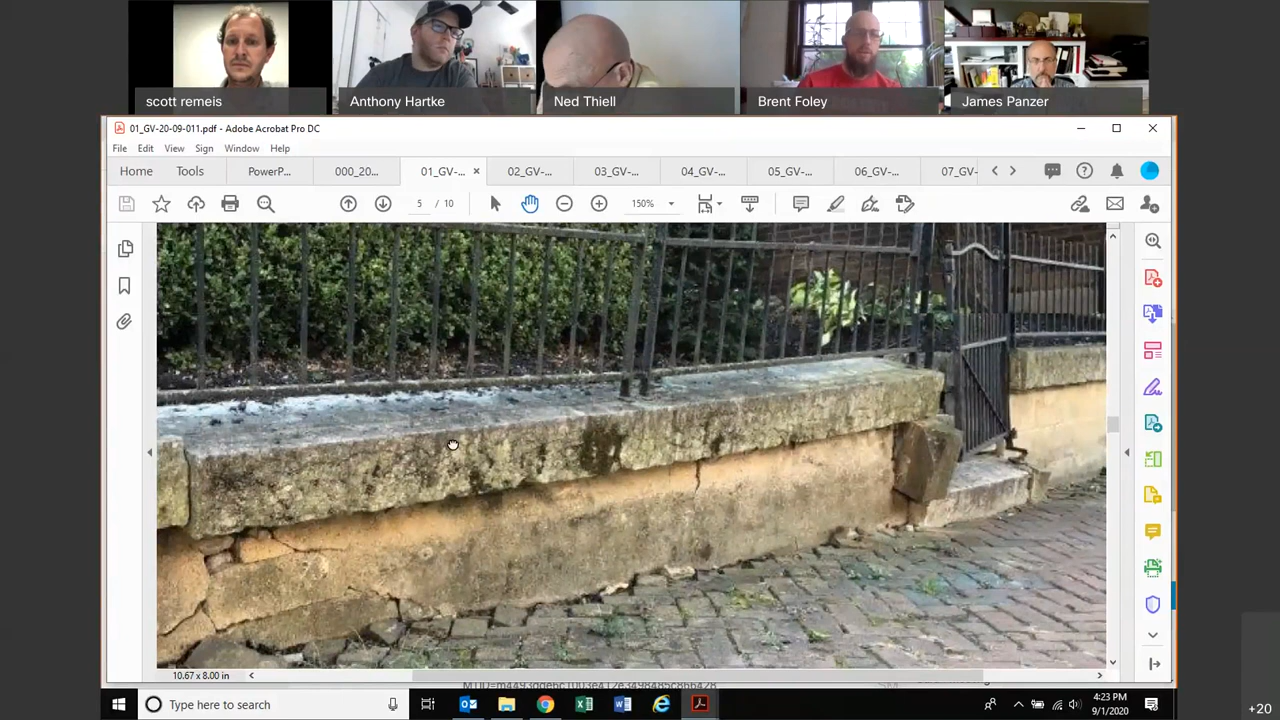 scott remeis
Anthony Hartke
Ned Thiell
Brent Foley
James Panzer
01_GV-20-09-011.pdf - Adobe Acrobat Pro DC
File Edit View Sign Window Help
Home Tools PowerP... 000_20... 01_GV-... × 02_GV-... 03_GV-... 04_GV-... 05_GV-... 06_GV-... 07_GV-
5 / 10 150%
10.67 x 8.00 in
Type here to search
4:23 PM
9/1/2020
+20